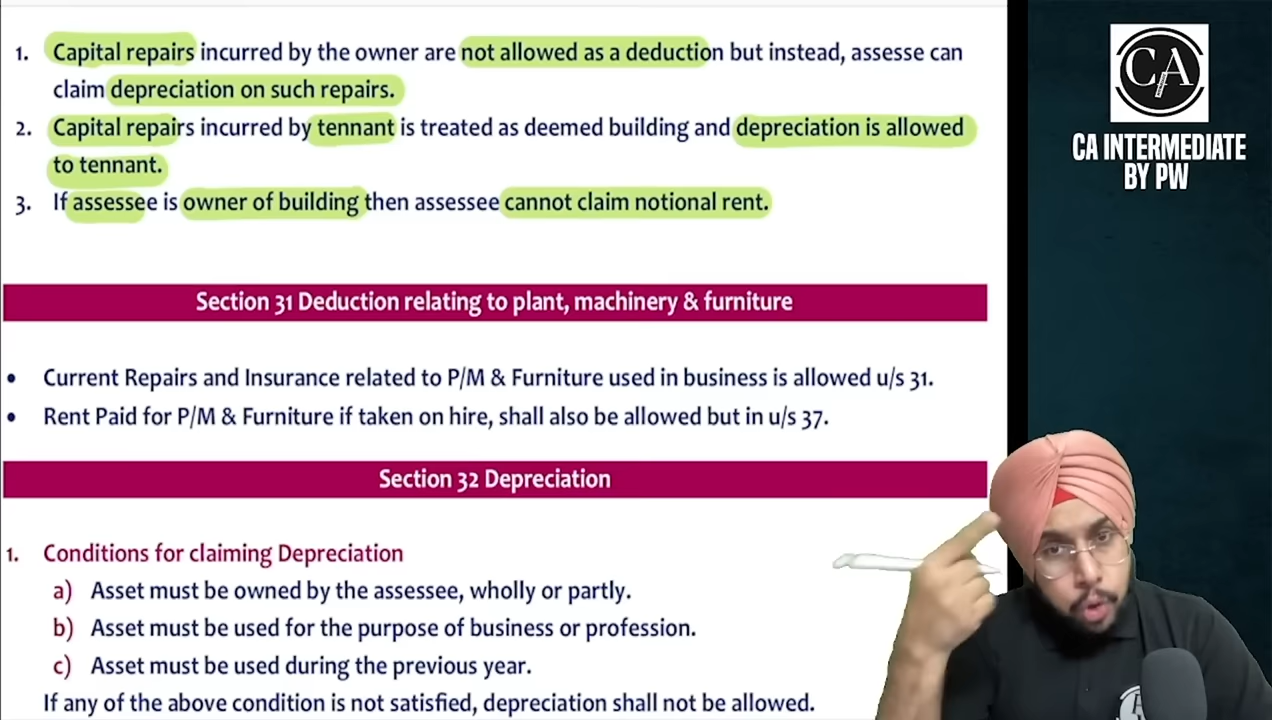 1. Capital repairs incurred by the owner are not allowed as a deduction but instead, assesse can
claim depreciation on such repairs.
2. Capital repairs incurred by tennant is treated as deemed building and depreciation is allowed
to tennant.
3. If assessee is owner of building then assessee cannot claim notional rent.
Section 31 Deduction relating to plant, machinery & furniture
• Current Repairs and Insurance related to P/M & Furniture used in business is allowed u/s 31.
• Rent Paid for P/M & Furniture if taken on hire, shall also be allowed but in u/s 37.
Section 32 Depreciation
1. Conditions for claiming Depreciation
a) Asset must be owned by the assessee, wholly or partly.
b) Asset must be used for the purpose of business or profession.
c) Asset must be used during the previous year.
If any of the above condition is not satisfied, depreciation shall not be allowed.
CA
CA INTERMEDIATE
BY PW